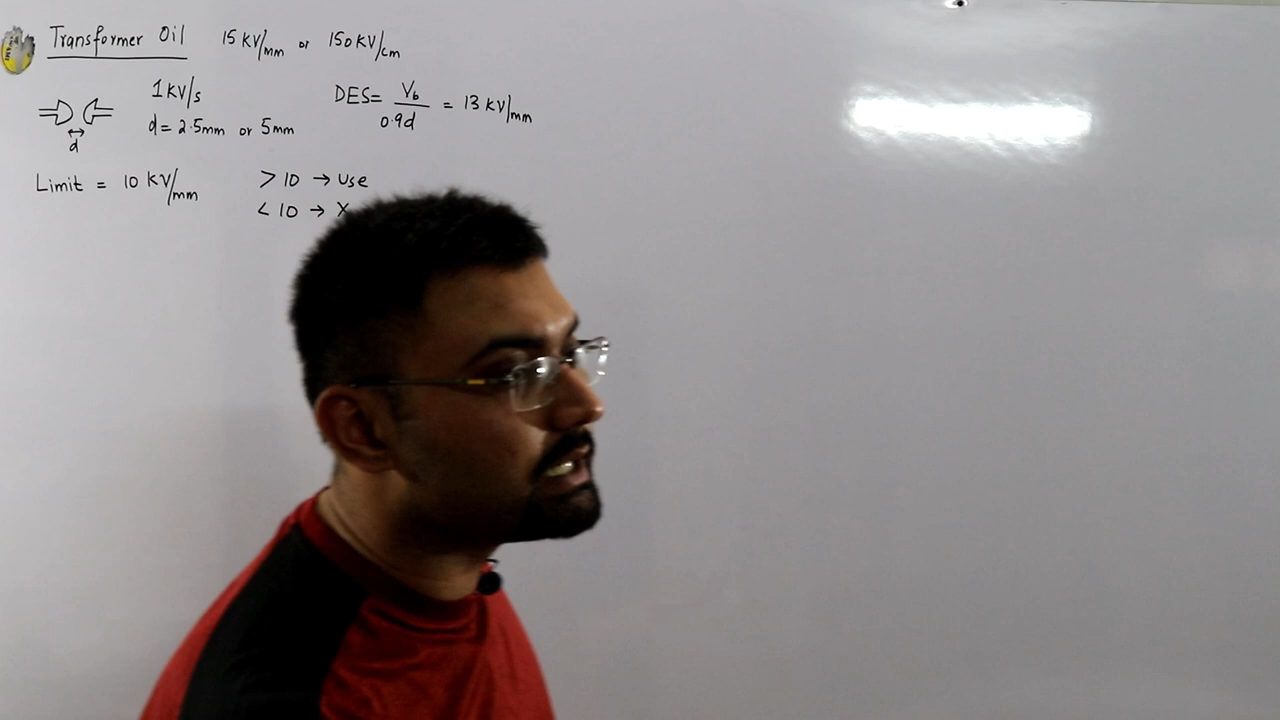 Transformer Oil 15 KV/mm or 150 KV/cm
1 KV/s
d = 2.5mm or 5mm
d
DES = Vb / 0.9d = 13 KV/mm
Limit = 10 KV/mm
> 10 → use
< 10 → X